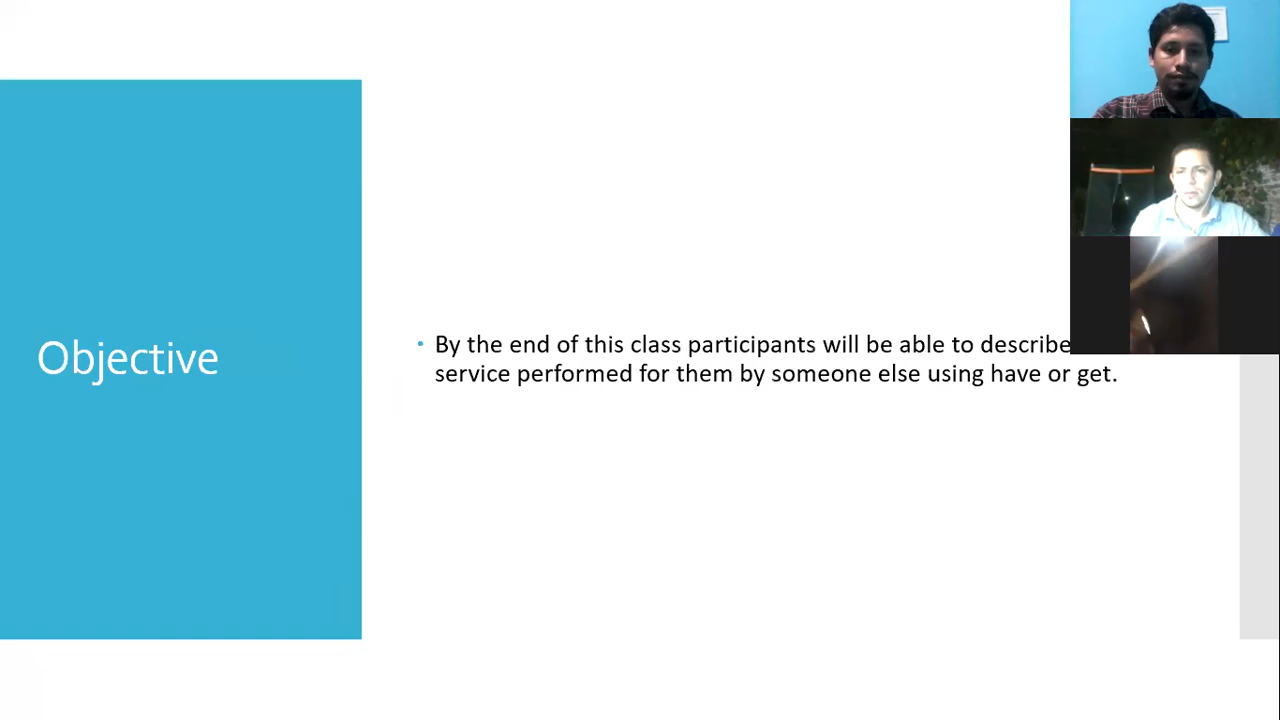 Objective
• By the end of this class participants will be able to describe
service performed for them by someone else using have or get.